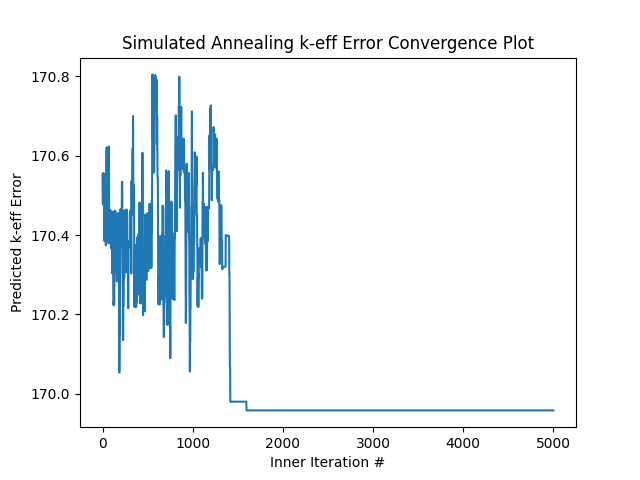 Simulated Annealing k-eff Error Convergence Plot
Predicted k-eff Error
170.8
170.6
170.4
170.2
170.0
0 1000 2000 3000 4000 5000
Inner Iteration #